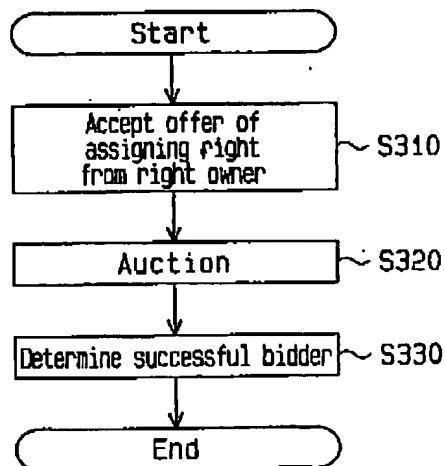 Start
Accept offer of
assigning right
from right owner
S310
Auction
S320
Determine successful bidder
S330
End